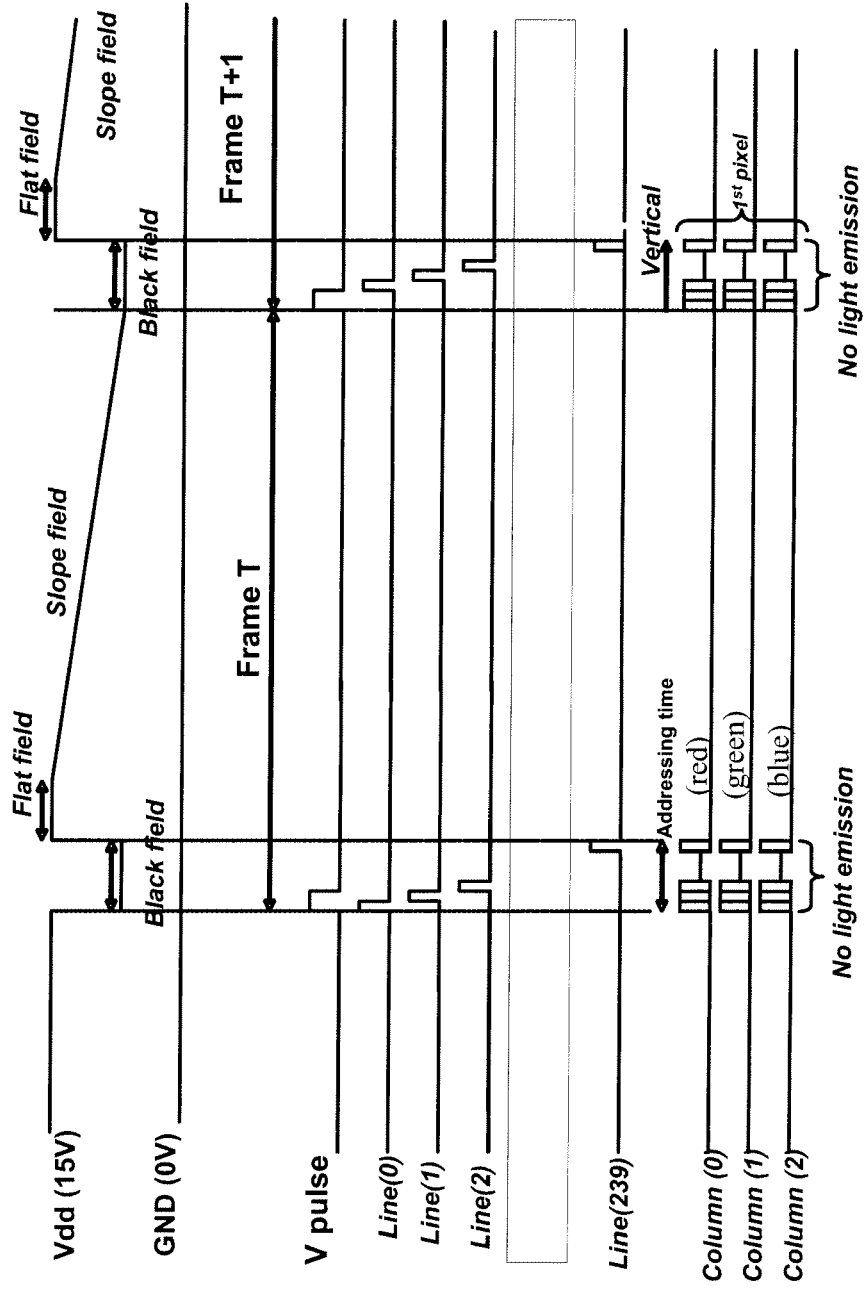 Vdd (15V)
Flat field
Slope field
Flat field
Slope field
Black field
Black field
GND (0V)
Frame T
Frame T+1
V pulse
Line(0)
Line(1)
Line(2)
Line(239)
Addressing time
Vertical
Column (0)
(red)
1st pixel
Column (1)
(green)
Column (2)
(blue)
No light emission
No light emission